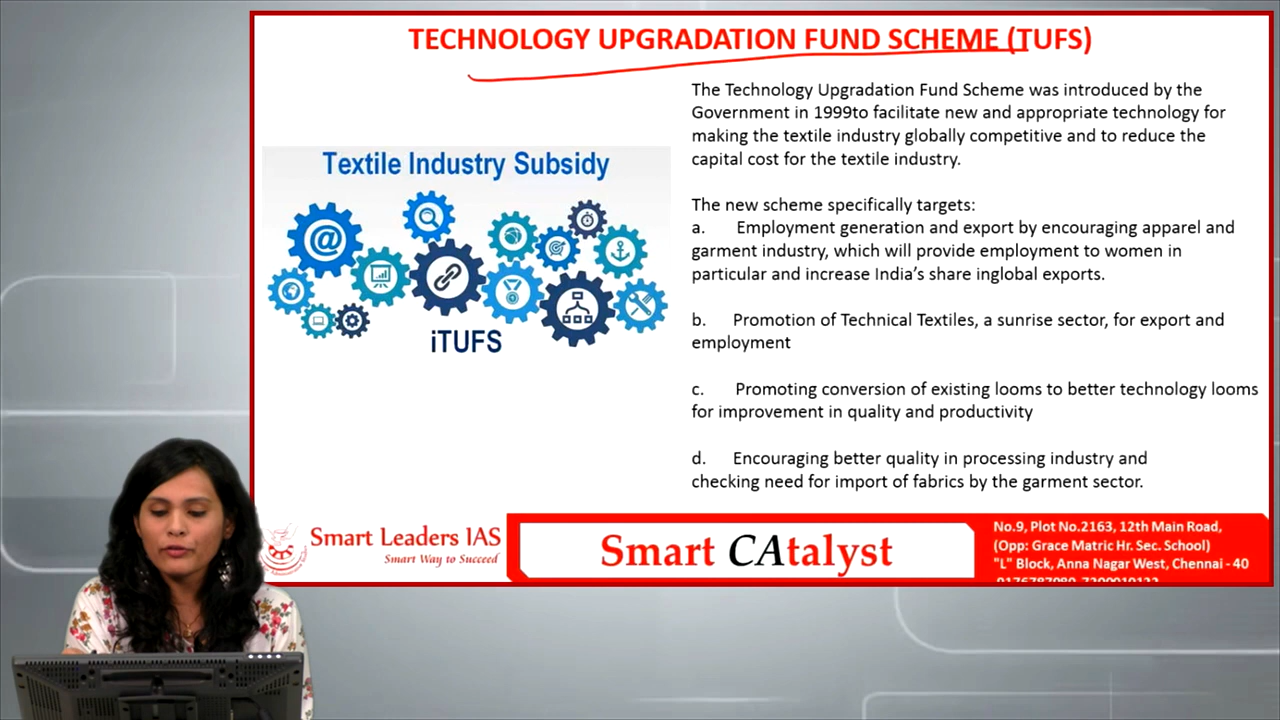 TECHNOLOGY UPGRADATION FUND SCHEME (TUFS)
Textile Industry Subsidy
iTUFS
The Technology Upgradation Fund Scheme was introduced by the
Government in 1999to facilitate new and appropriate technology for
making the textile industry globally competitive and to reduce the
capital cost for the textile industry.
The new scheme specifically targets:
a. Employment generation and export by encouraging apparel and
garment industry, which will provide employment to women in
particular and increase India’s share inglobal exports.
b. Promotion of Technical Textiles, a sunrise sector, for export and
employment
c. Promoting conversion of existing looms to better technology looms
for improvement in quality and productivity
d. Encouraging better quality in processing industry and
checking need for import of fabrics by the garment sector.
Smart Leaders IAS
Smart Way to Succeed
Smart CAtalyst
No.9, Plot No.2163, 12th Main Road,
(Opp: Grace Matric Hr. Sec. School)
"L" Block, Anna Nagar West, Chennai - 40